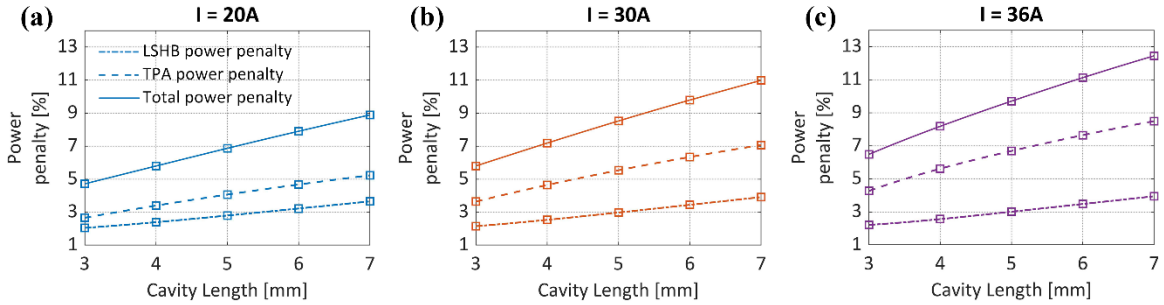 (a)
I = 20A
13
11
9
7
5
3
1
Power
penalty [%]
LSHB power penalty
TPA power penalty
Total power penalty
3 4 5 6 7
Cavity Length [mm]
(b)
I = 30A
13
11
9
7
5
3
1
Power
penalty [%]
3 4 5 6 7
Cavity Length [mm]
(c)
I = 36A
13
11
9
7
5
3
1
Power
penalty [%]
3 4 5 6 7
Cavity Length [mm]